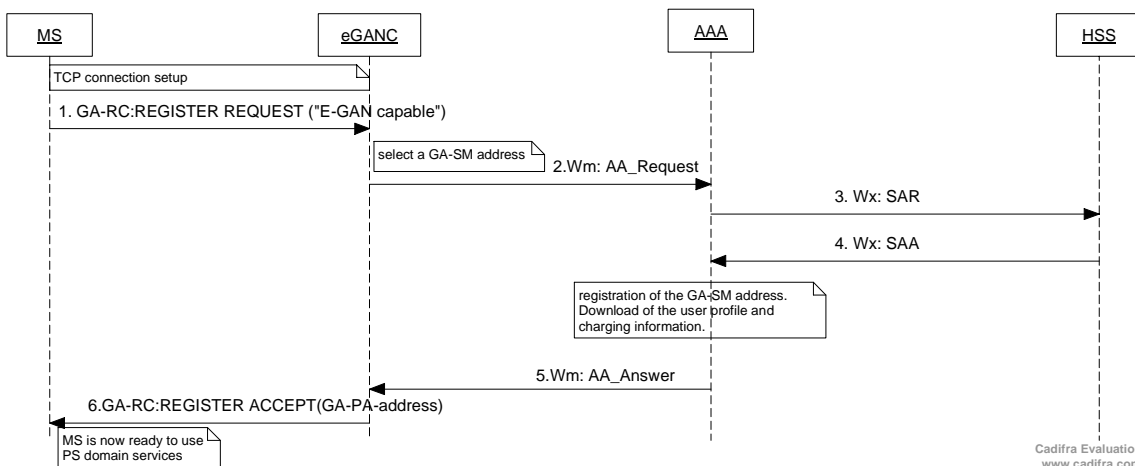 MS
eGANC
AAA
HSS
TCP connection setup
1. GA-RC:REGISTER REQUEST ("E-GAN capable")
select a GA-SM address
2.Wm: AA_Request
3. Wx: SAR
4. Wx: SAA
registration of the GA-SM address.
Download of the user profile and
charging information.
5.Wm: AA_Answer
6.GA-RC:REGISTER ACCEPT(GA-PA-address)
MS is now ready to use
PS domain services
Cadifra Evaluation
www.cadifra.com